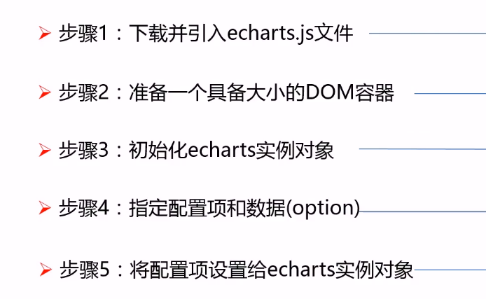 步骤1：下载并引入echarts.js文件
步骤2：准备一个具备大小的DOM容器
步骤3：初始化echarts实例对象
步骤4：指定配置项和数据(option)
步骤5：将配置项设置给echarts实例对象